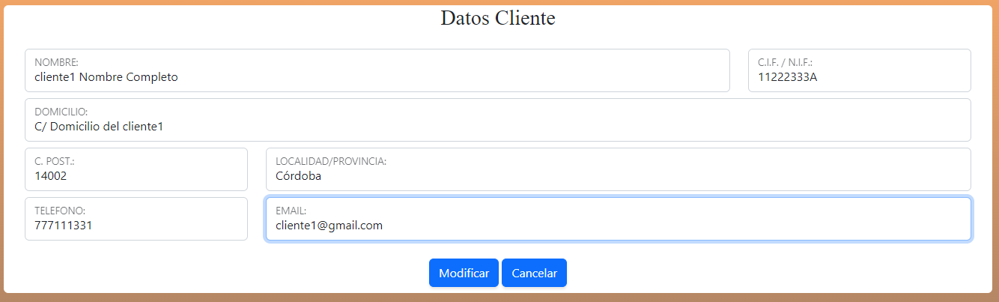 Datos Cliente
NOMBRE:
cliente1 Nombre Completo
C.I.F. / N.I.F.:
11222333A
DOMICILIO:
C/ Domicilio del cliente1
C. POST.:
14002
LOCALIDAD/PROVINCIA:
Córdoba
TELEFONO:
777111331
EMAIL:
cliente1@gmail.com
Modificar Cancelar